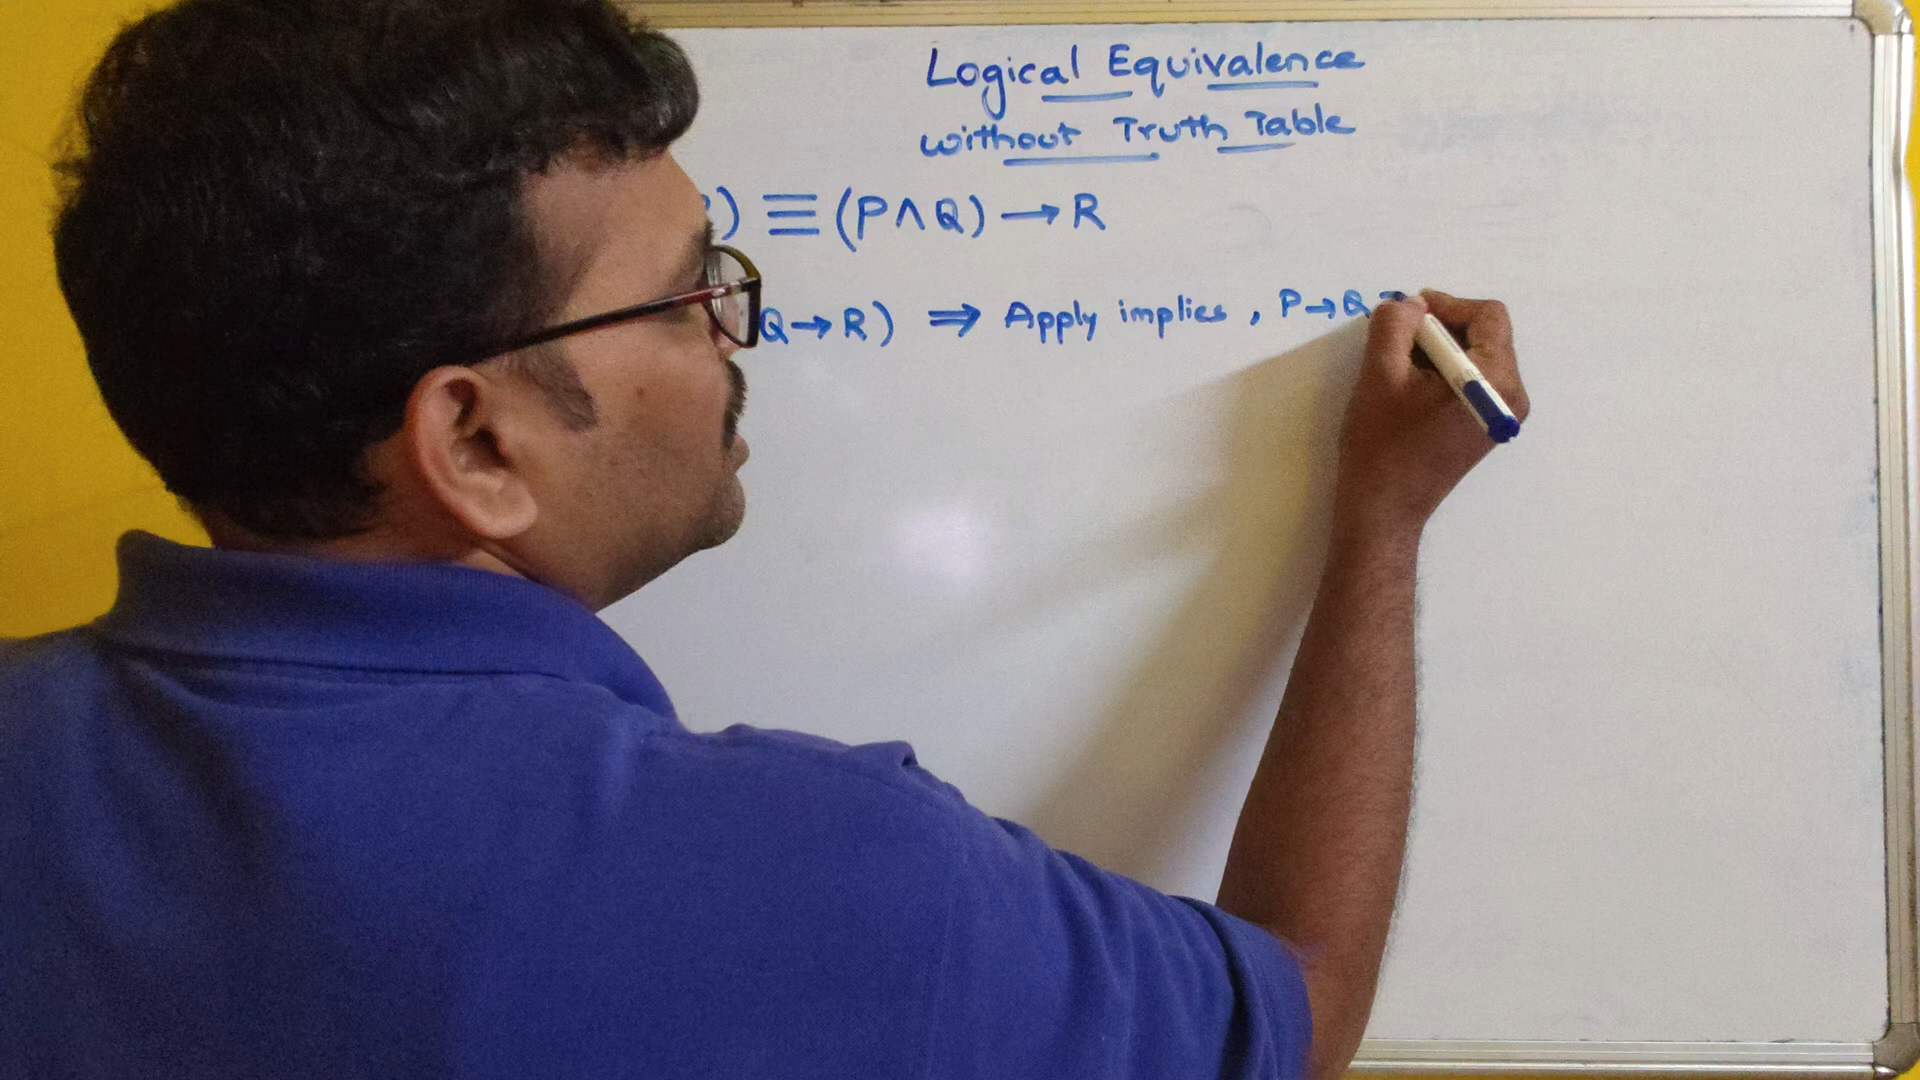 Logical Equivalence
without Truth Table
) ≡ (P ∧ Q) → R
Q → R) ⇒ Apply implies, P → Q